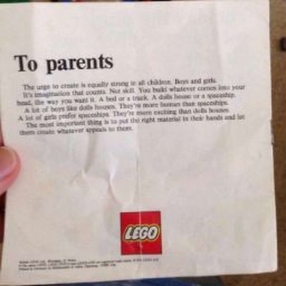 To parents
The urge to create is equally strong in all children. Boys and girls.
It's imagination that counts. Not skill. You build whatever comes into your
head, the way you want it. A bed or a truck. A dolls house or a spaceship.
A lot of boys like dolls houses. They're more human than spaceships.
A lot of girls prefer spaceships. They're more exciting than dolls houses.
The most important thing is to put the right material in their hands and let
them create whatever appeals to them.
LEGO